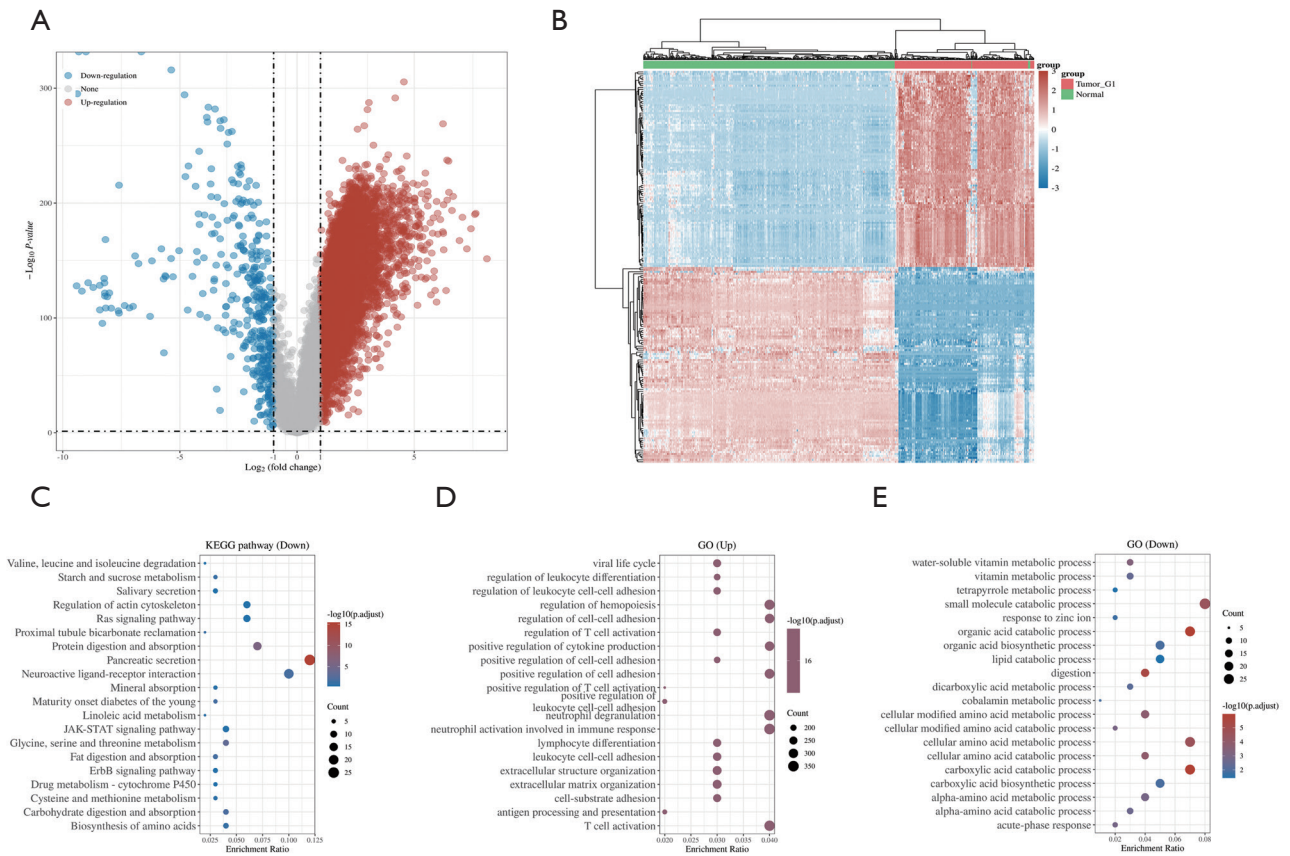 A
Down-regulation
None
Up-regulation
300
200
100
0
-10
-5
-1
0
1
5
−Log10 P-value
Log2 (fold change)
B
group
3
2
1
0
-1
-2
-3
group
Tumor_G1
Normal
C
KEGG pathway (Down)
Valine, leucine and isoleucine degradation
Starch and sucrose metabolism
Salivary secretion
Regulation of actin cytoskeleton
Ras signaling pathway
Proximal tubule bicarbonate reclamation
Protein digestion and absorption
Pancreatic secretion
Neuroactive ligand-receptor interaction
Mineral absorption
Maturity onset diabetes of the young
Linoleic acid metabolism
JAK-STAT signaling pathway
Glycine, serine and threonine metabolism
Fat digestion and absorption
ErbB signaling pathway
Drug metabolism - cytochrome P450
Cysteine and methionine metabolism
Carbohydrate digestion and absorption
Biosynthesis of amino acids
0.025
0.050
0.075
0.100
0.125
Enrichment Ratio
-log10(p.adjust)
15
10
5
Count
5
10
15
20
25
D
GO (Up)
viral life cycle
regulation of leukocyte differentiation
regulation of leukocyte cell-cell adhesion
regulation of hemopoiesis
regulation of cell-cell adhesion
regulation of T cell activation
positive regulation of cytokine production
positive regulation of cell-cell adhesion
positive regulation of cell adhesion
positive regulation of T cell activation
positive regulation of
leukocyte cell-cell adhesion
neutrophil degranulation
neutrophil activation involved in immune response
lymphocyte differentiation
leukocyte cell-cell adhesion
extracellular structure organization
extracellular matrix organization
cell-substrate adhesion
antigen processing and presentation
T cell activation
0.020
0.025
0.030
0.035
0.040
Enrichment Ratio
-log10(p.adjust)
16
Count
200
250
300
350
E
GO (Down)
water-soluble vitamin metabolic process
vitamin metabolic process
tetrapyrrole metabolic process
small molecule catabolic process
response to zinc ion
organic acid catabolic process
organic acid biosynthetic process
lipid catabolic process
digestion
dicarboxylic acid metabolic process
cobalamin metabolic process
cellular modified amino acid metabolic process
cellular modified amino acid catabolic process
cellular amino acid metabolic process
cellular amino acid catabolic process
carboxylic acid catabolic process
carboxylic acid biosynthetic process
alpha-amino acid metabolic process
alpha-amino acid catabolic process
acute-phase response
0.02
0.04
0.06
0.08
Enrichment Ratio
Count
5
10
15
20
25
-log10(p.adjust)
5
4
3
2